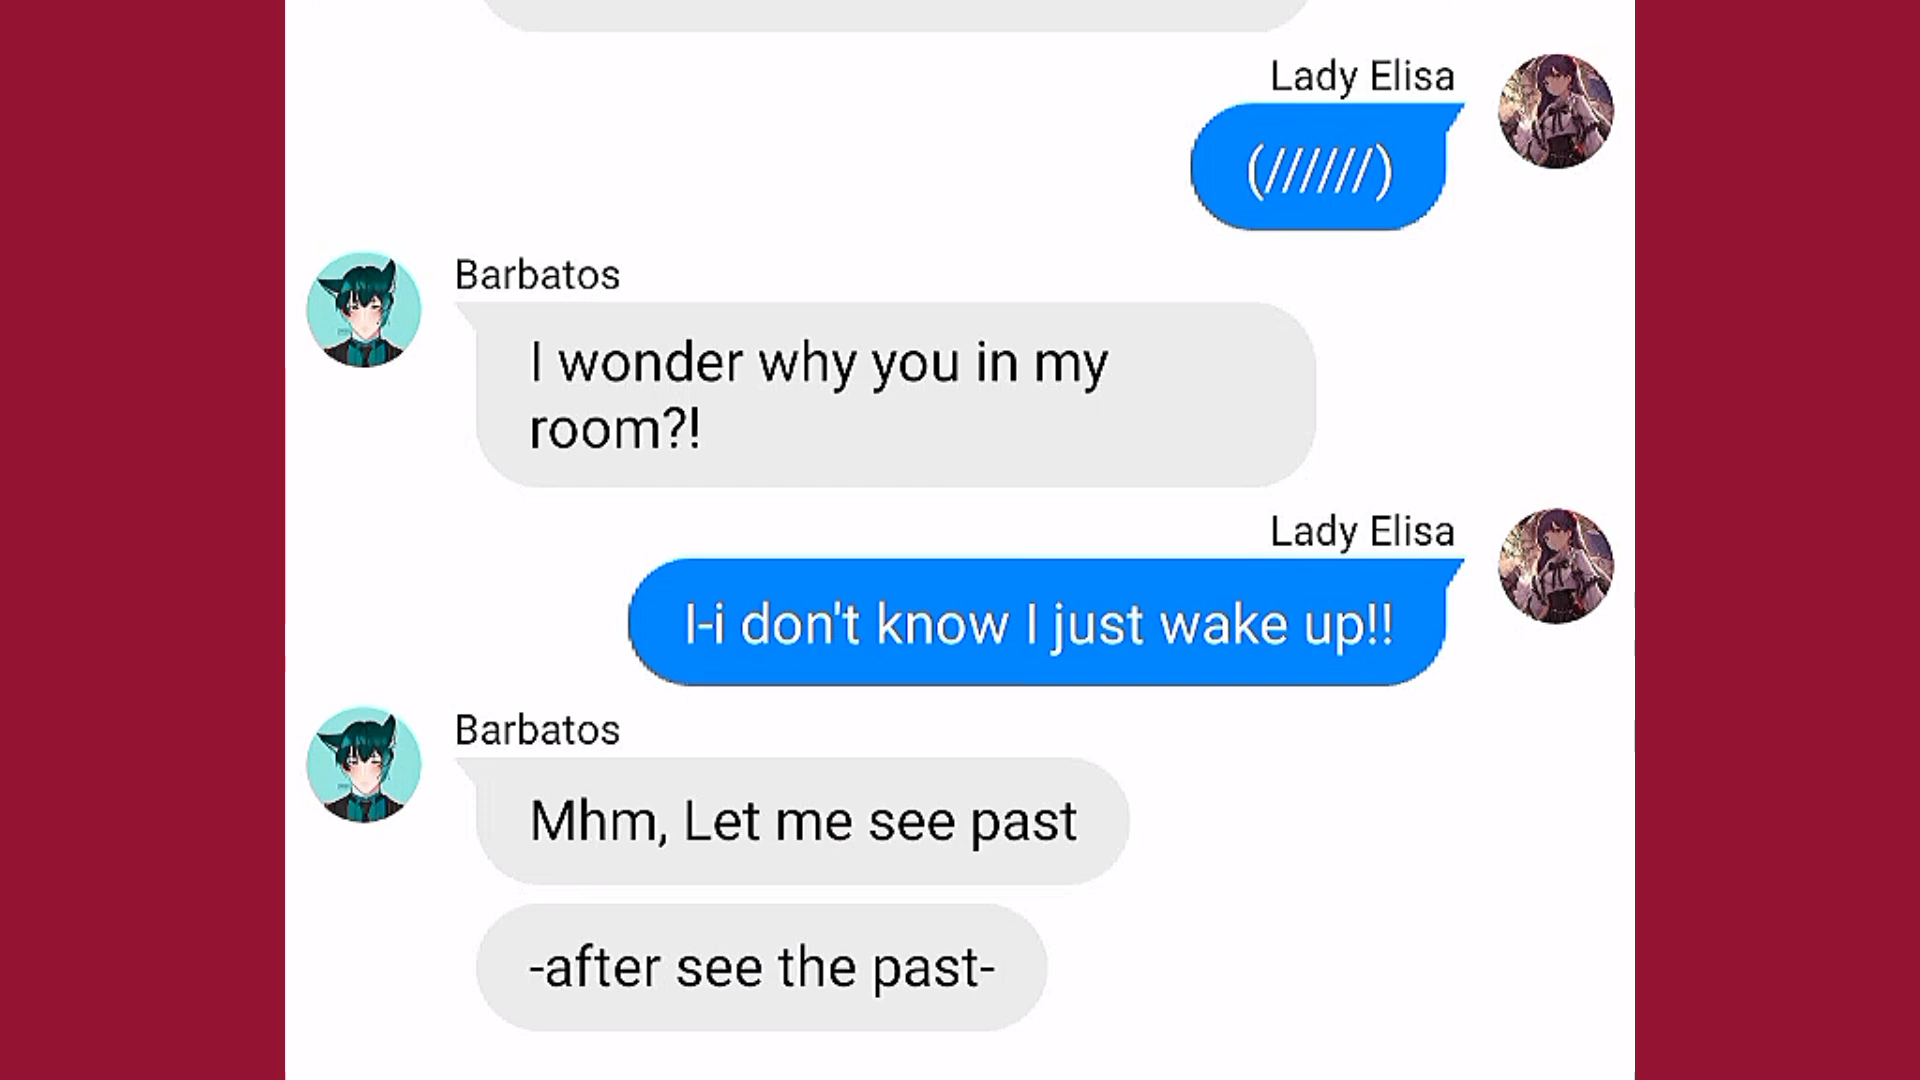 Lady Elisa
(//////)
Barbatos
I wonder why you in my
room?!
Lady Elisa
I-i don't know I just wake up!!
Barbatos
Mhm, Let me see past
-after see the past-